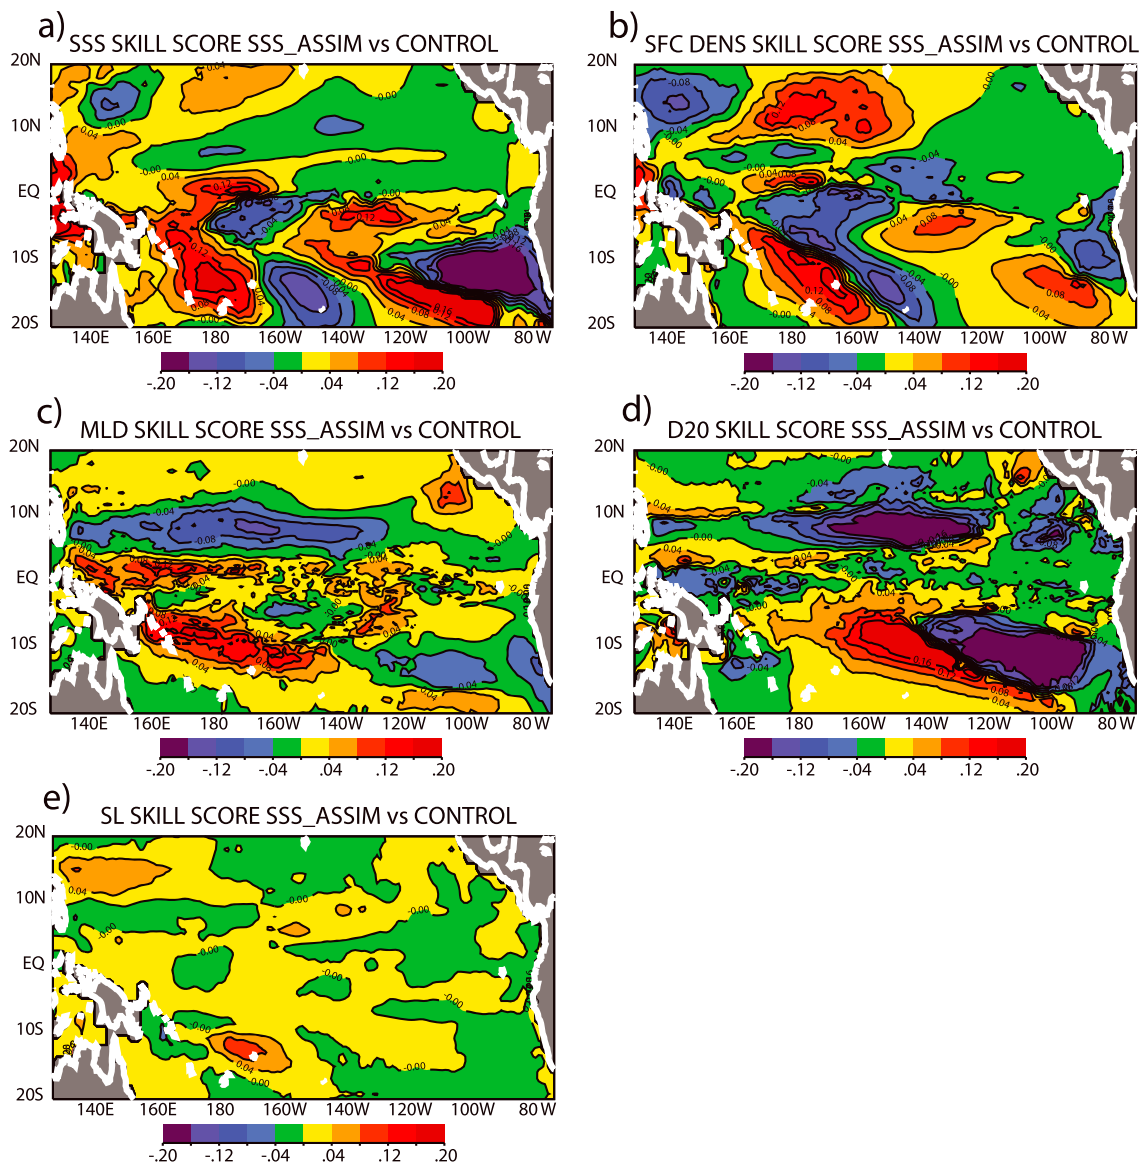 a)
SSS SKILL SCORE SSS_ASSIM vs CONTROL
20N
10N
EQ
10S
20S
140E 160E 180 160W 140W 120W 100W 80W
-.20 -.12 -.04 .04 .12 .20
b)
SFC DENS SKILL SCORE SSS_ASSIM vs CONTROL
20N
10N
EQ
10S
20S
140E 160E 180 160W 140W 120W 100W 80W
-.20 -.12 -.04 .04 .12 .20
c)
MLD SKILL SCORE SSS_ASSIM vs CONTROL
20N
10N
EQ
10S
20S
140E 160E 180 160W 140W 120W 100W 80 W
-.20 -.12 -.04 .04 .12 .20
d)
D20 SKILL SCORE SSS_ASSIM vs CONTROL
20N
10N
EQ
10S
20S
140E 160E 180 160W 140W 120W 100W 80 W
-.20 -.12 -.04 .04 .12 .20
e)
SL SKILL SCORE SSS_ASSIM vs CONTROL
20N
10N
EQ
10S
20S
140E 160E 180 160W 140W 120W 100W 80 W
-.20 -.12 -.04 .04 .12 .20